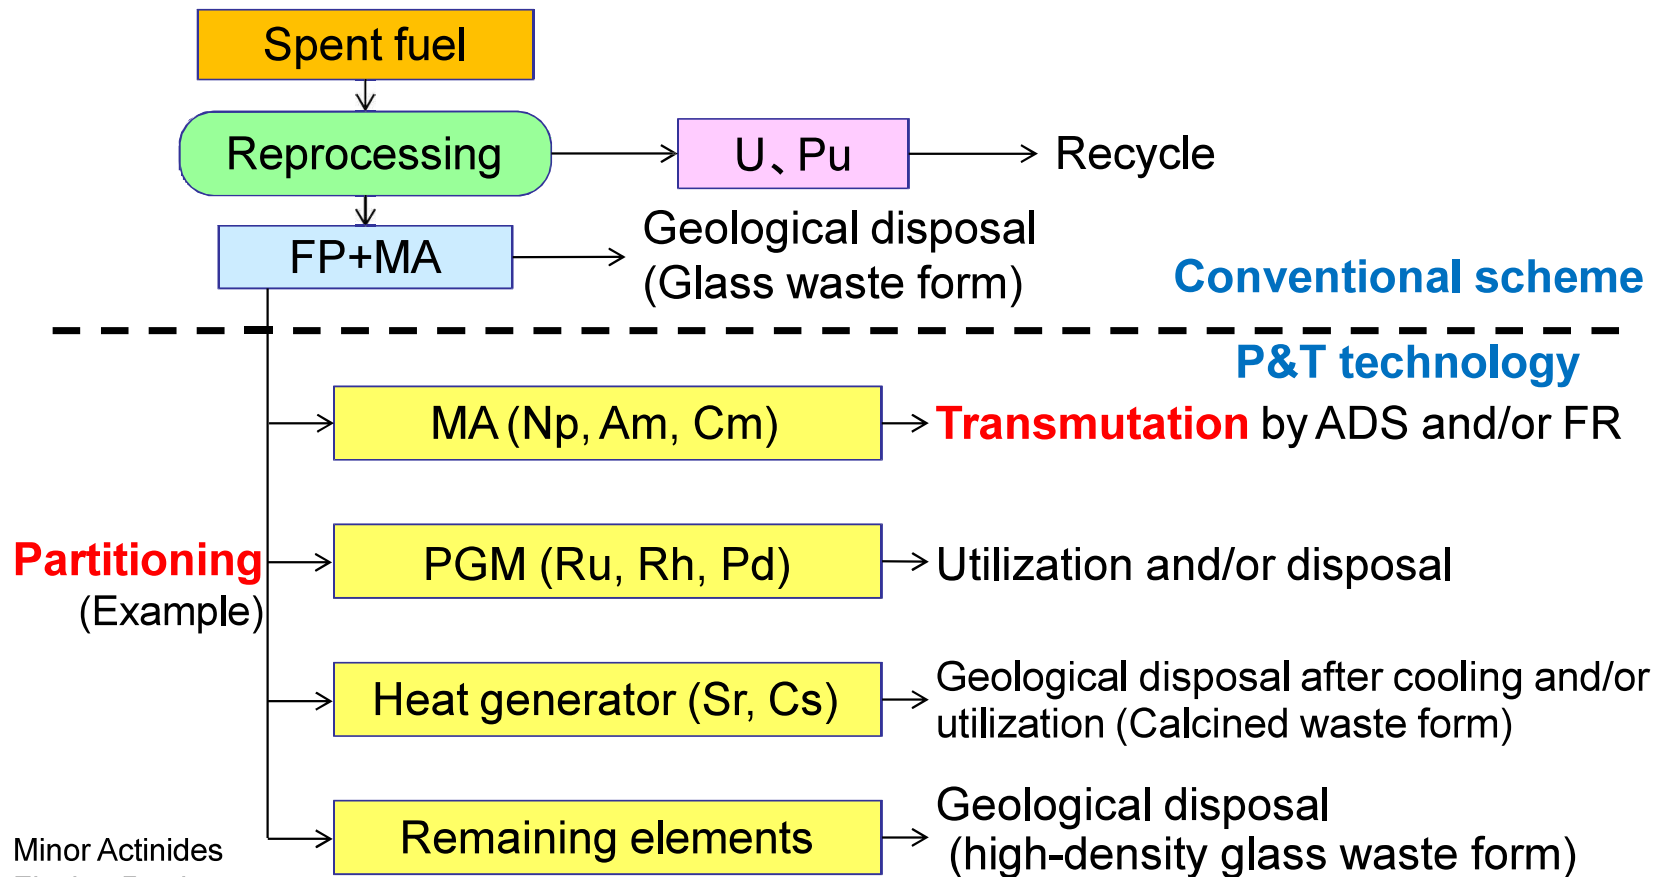 Spent fuel
Reprocessing
U、Pu
Recycle
FP+MA
Geological disposal
(Glass waste form)
Conventional scheme
P&T technology
MA (Np, Am, Cm)
Transmutation by ADS and/or FR
Partitioning
(Example)
PGM (Ru, Rh, Pd)
Utilization and/or disposal
Heat generator (Sr, Cs)
Geological disposal after cooling and/or
utilization (Calcined waste form)
Remaining elements
Geological disposal
(high-density glass waste form)
Minor Actinides